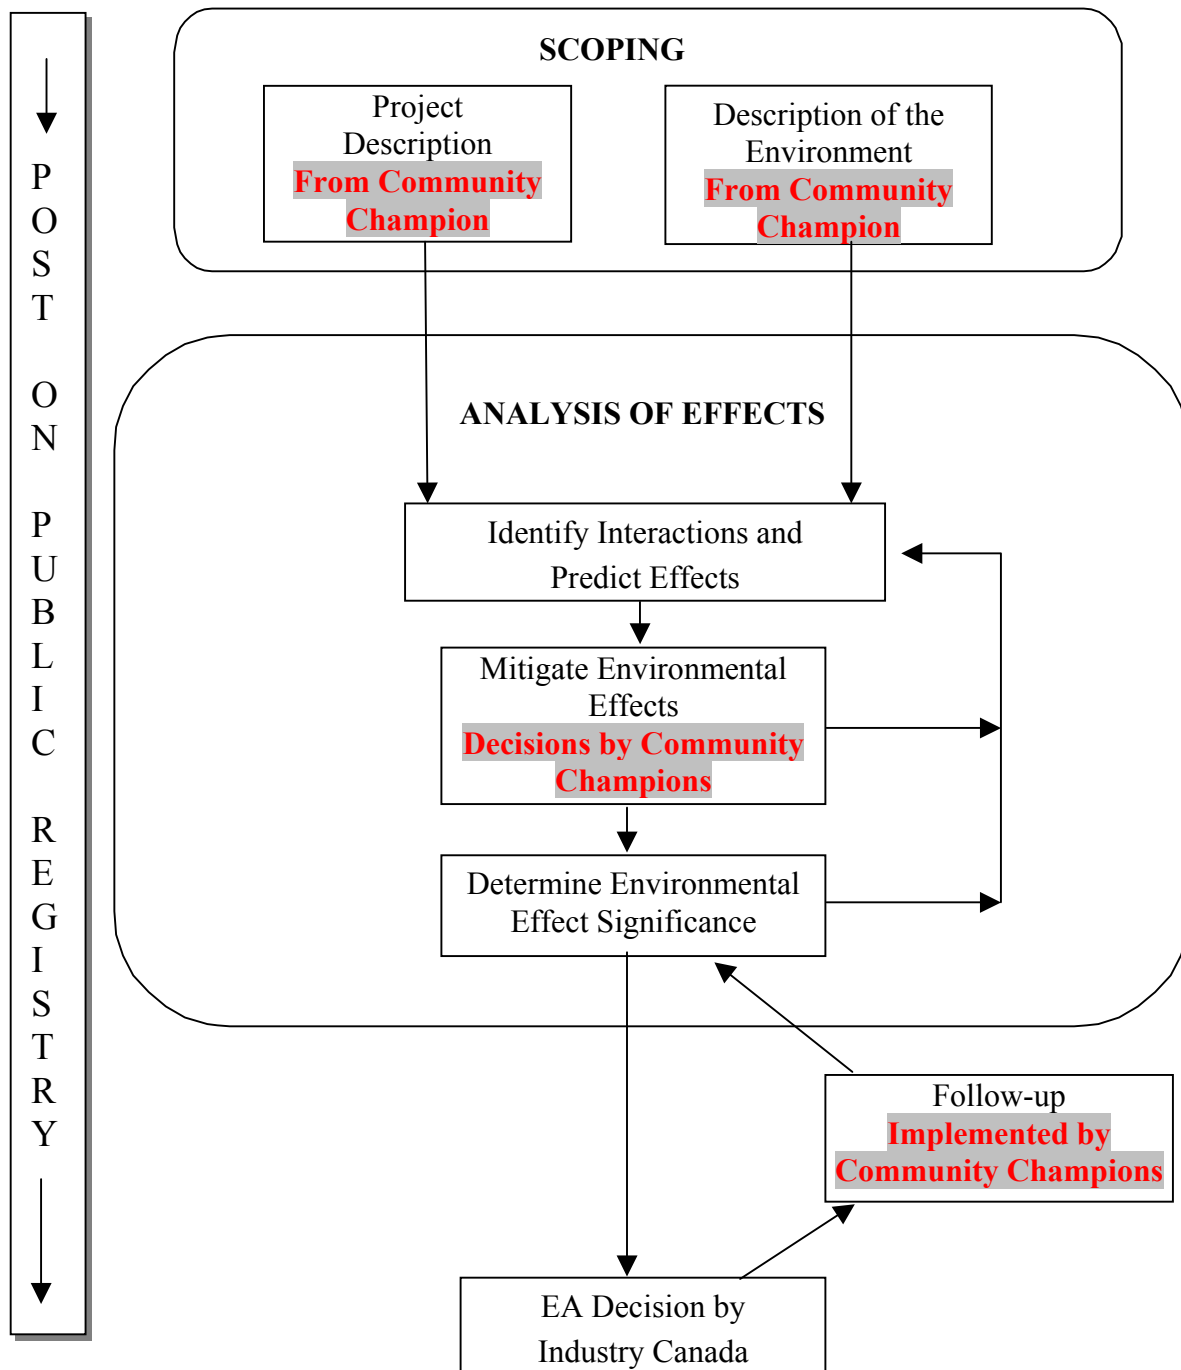 POST ON PUBLIC REGISTRY
SCOPING
Project
Description
From Community
Champion
Description of the
Environment
From Community
Champion
ANALYSIS OF EFFECTS
Identify Interactions and
Predict Effects
Mitigate Environmental
Effects
Decisions by Community
Champions
Determine Environmental
Effect Significance
Follow-up
Implemented by
Community Champions
EA Decision by
Industry Canada